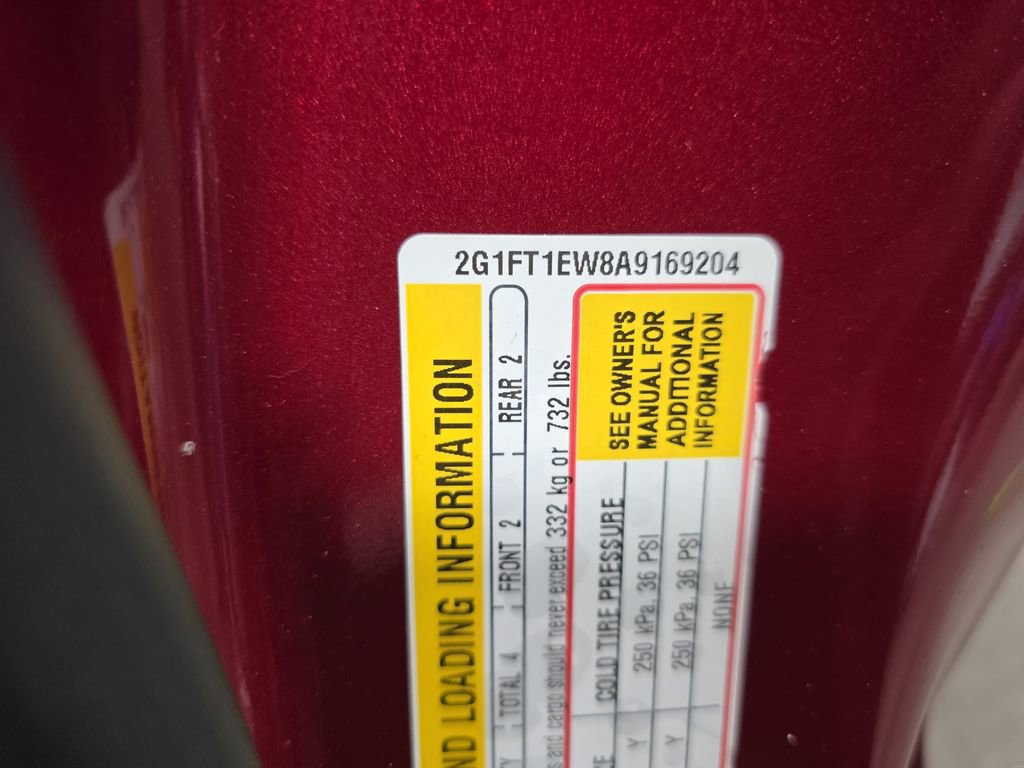 2G1FT1EW8A9169204
ND LOADING INFORMATION
TOTAL 4 FRONT 2 REAR 2
and cargo should never exceed 332 kg or 732 lbs.
COLD TIRE PRESSURE
250 kPa, 36 PSI
250 kPa, 36 PSI
NONE
SEE OWNER'S
MANUAL FOR
ADDITIONAL
INFORMATION